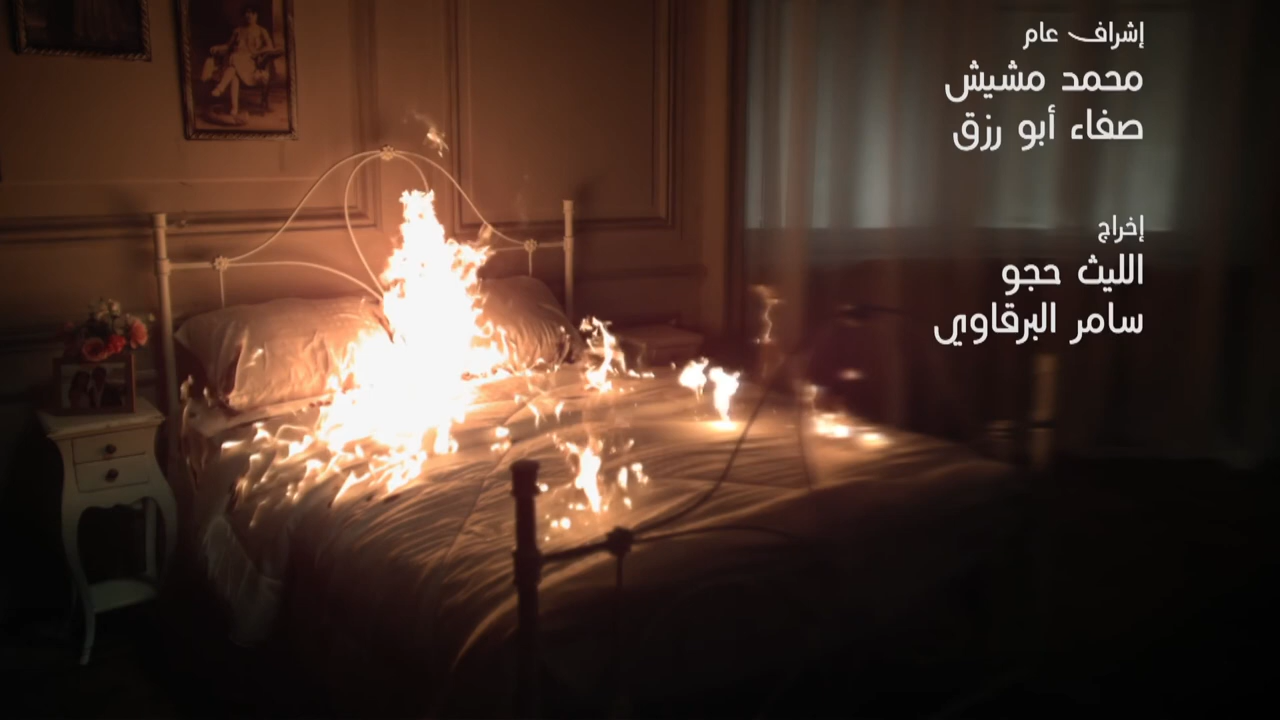 إشراف عام
محمد مشيش
صفاء أبو رزق
إخراج
الليث حجو
سامر البرقاوي